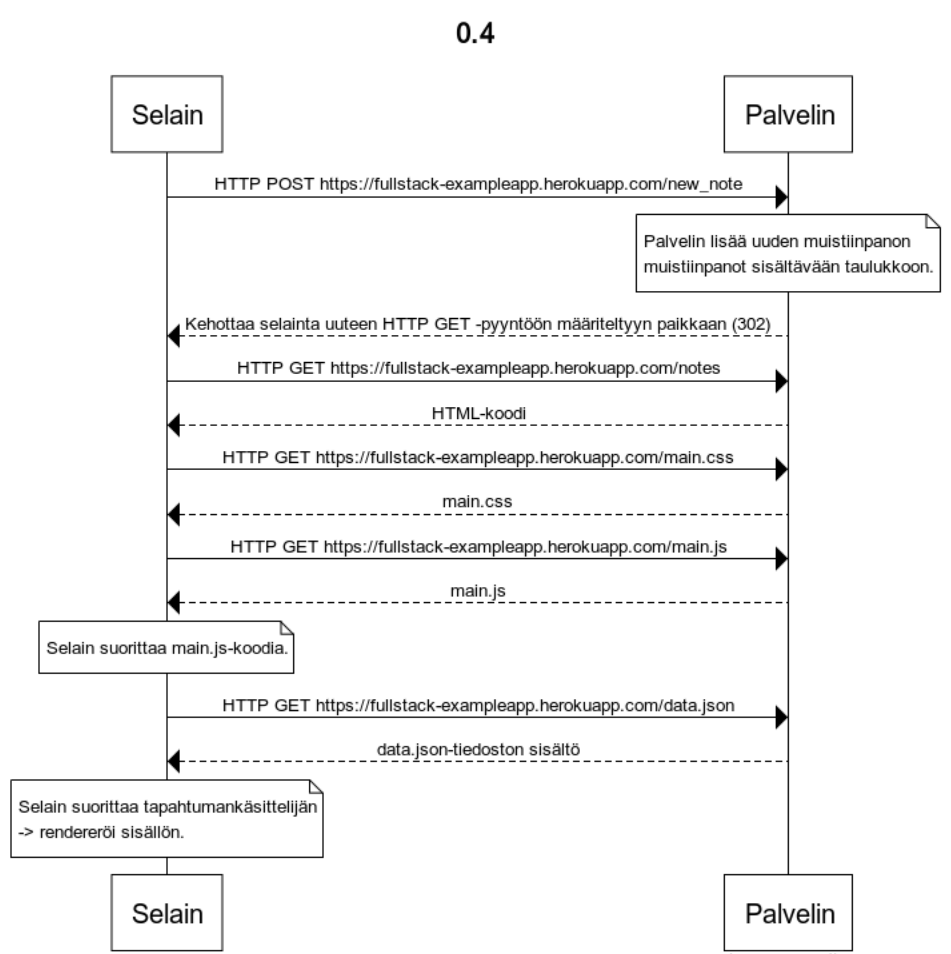 0.4
Selain
Palvelin
HTTP POST https://fullstack-exampleapp.herokuapp.com/new_note
Palvelin lisää uuden muistiinpanon
muistiinpanot sisältävään taulukkoon.
Kehottaa selainta uuteen HTTP GET -pyyntöön määriteltyyn paikkaan (302)
HTTP GET https://fullstack-exampleapp.herokuapp.com/notes
HTML-koodi
HTTP GET https://fullstack-exampleapp.herokuapp.com/main.css
main.css
HTTP GET https://fullstack-exampleapp.herokuapp.com/main.js
main.js
Selain suorittaa main.js-koodia.
HTTP GET https://fullstack-exampleapp.herokuapp.com/data.json
data.json-tiedoston sisältö
Selain suorittaa tapahtumankäsittelijän
-> rendereröi sisällön.
Selain
Palvelin